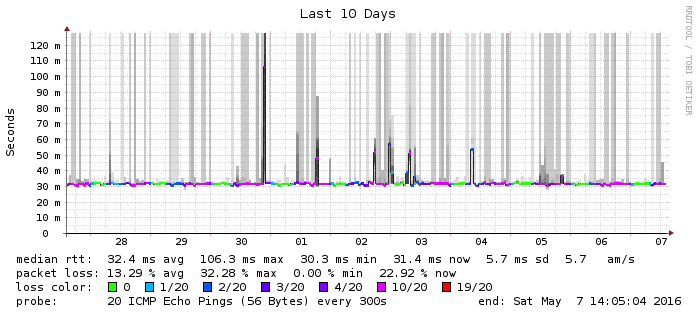 Last 10 Days
RRDTOOL / TOBI OETIKER
Seconds
120 m
110 m
100 m
90 m
80 m
70 m
60 m
50 m
40 m
30 m
20 m
10 m
0
28 29 30 01 02 03 04 05 06 07
median rtt: 32.4 ms avg 106.3 ms max 30.3 ms min 31.4 ms now 5.7 ms sd 5.7 am/s
packet loss: 13.29 % avg 32.28 % max 0.00 % min 22.92 % now
loss color: 0 1/20 2/20 3/20 4/20 10/20 19/20
probe: 20 ICMP Echo Pings (56 Bytes) every 300s end: Sat May 7 14:05:04 2016